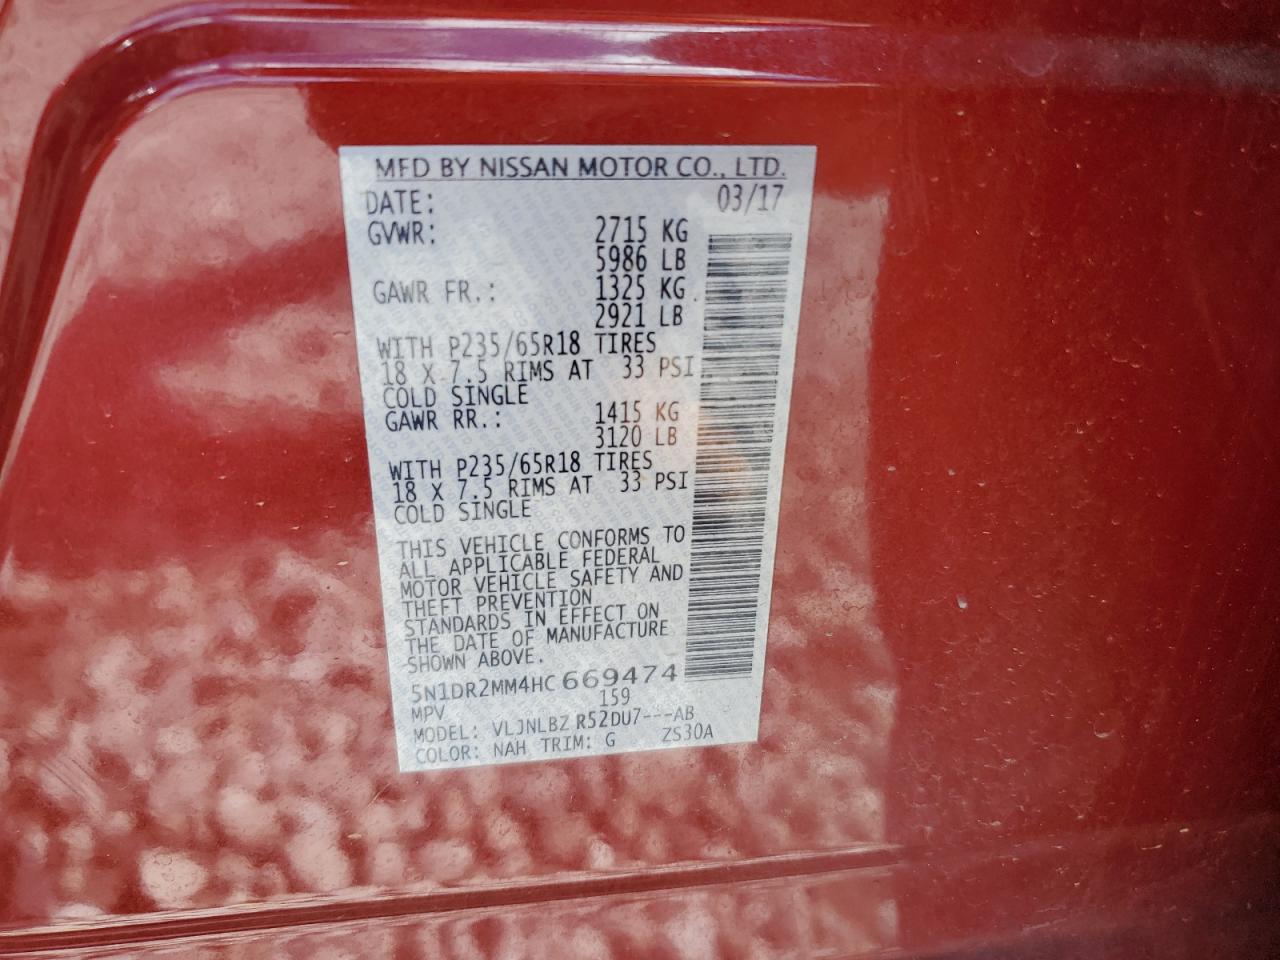 MFD BY NISSAN MOTOR CO., LTD.
DATE: 03/17
GVWR: 2715 KG
5986 LB
GAWR FR.: 1325 KG
2921 LB
WITH P235/65R18 TIRES
18 X 7.5 RIMS AT 33 PSI
COLD SINGLE
GAWR RR.: 1415 KG
3120 LB
WITH P235/65R18 TIRES
18 X 7.5 RIMS AT 33 PSI
COLD SINGLE
THIS VEHICLE CONFORMS TO
ALL APPLICABLE FEDERAL
MOTOR VEHICLE SAFETY AND
THEFT PREVENTION
STANDARDS IN EFFECT ON
THE DATE OF MANUFACTURE
SHOWN ABOVE.
5N1DR2MM4HC669474
MPV 159
MODEL: VLJNLBZ R52DU7---AB
COLOR: NAH TRIM: G ZS30A